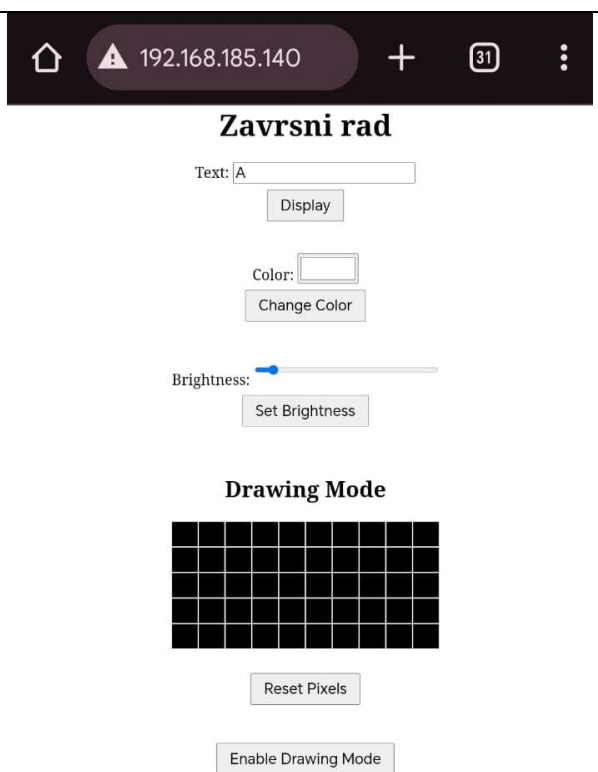 192.168.185.140
31
Zavrsni rad
Text: A
Display
Color:
Change Color
Brightness:
Set Brightness
Drawing Mode
Reset Pixels
Enable Drawing Mode